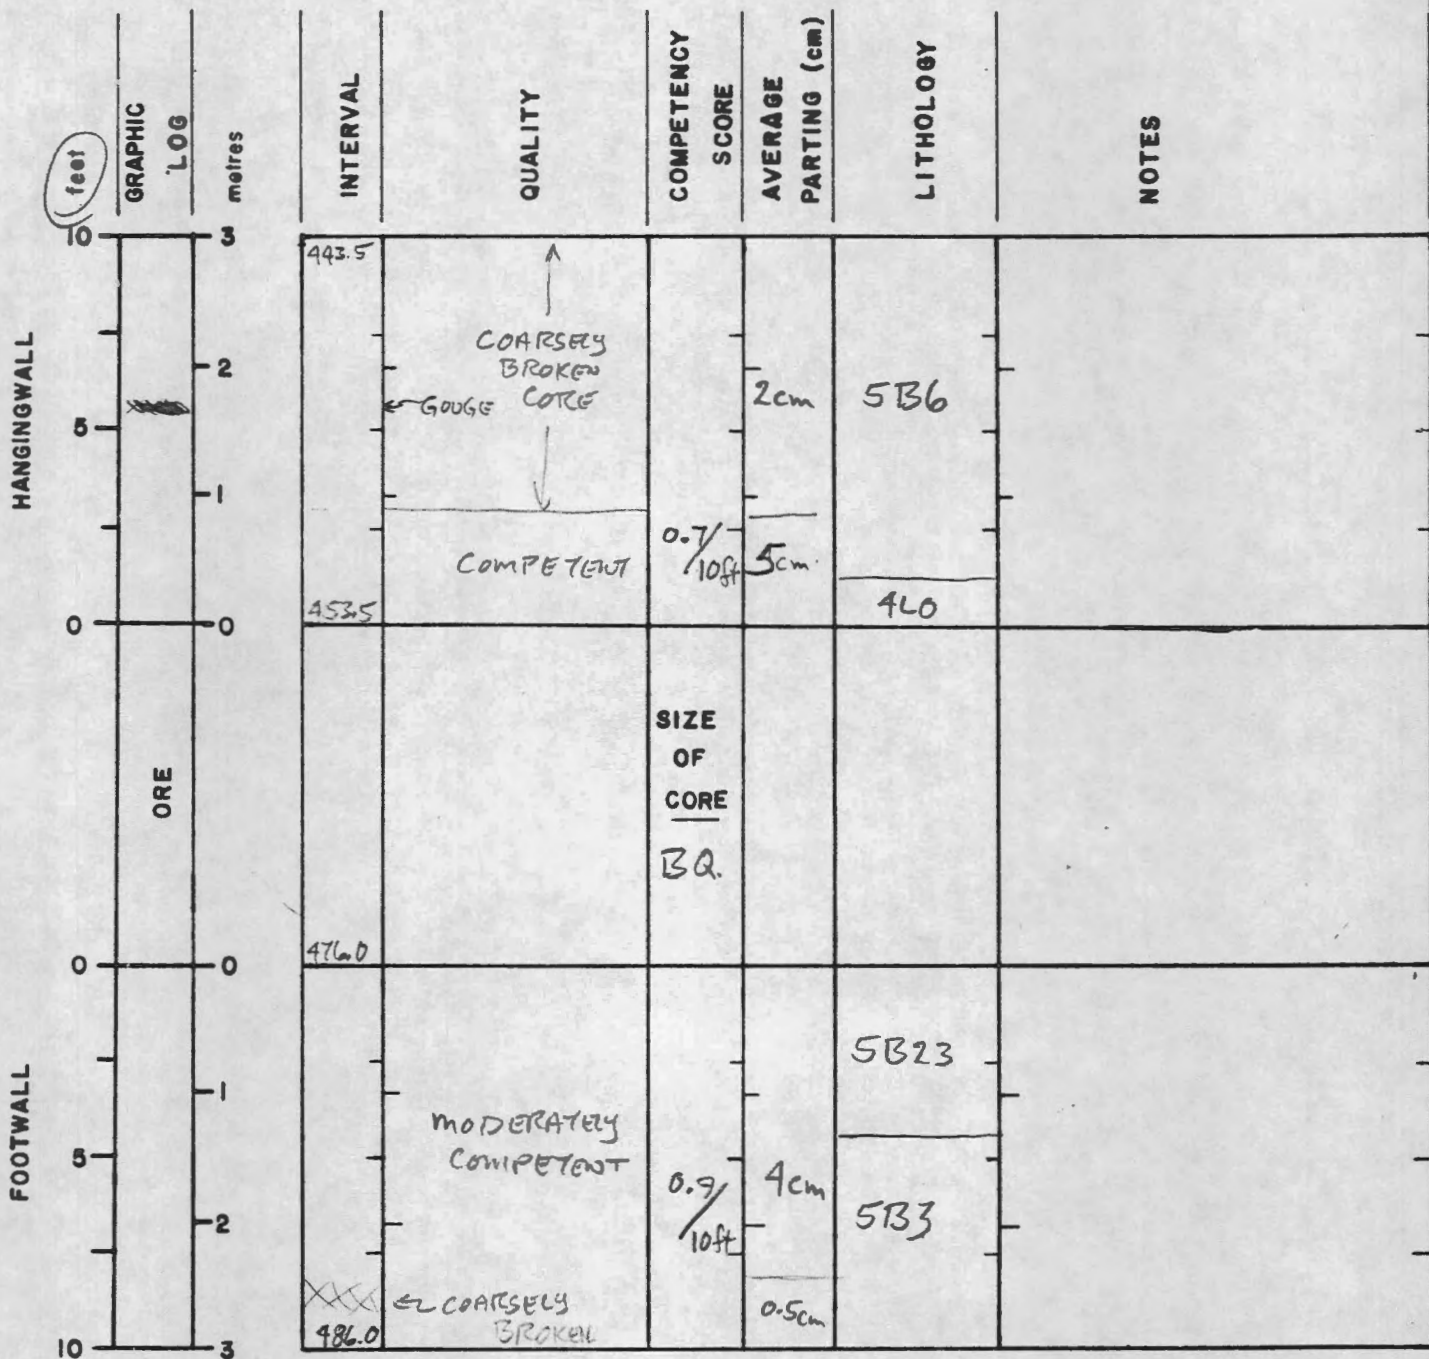 feet
GRAPHIC LOG
metres
INTERVAL
QUALITY
COMPETENCY SCORE
AVERAGE PARTING (cm)
LITHOLOGY
NOTES
HANGINGWALL
10
5
0
3
2
1
0
443.5
COARSELY
BROKEN
CORE
←GOUGE
2cm
5B6
COMPETENT
0.7/10ft
5cm.
4L0
453.5
ORE
SIZE
OF
CORE
BQ.
476.0
FOOTWALL
0
5
10
0
1
2
3
5B23
MODERATELY
COMPETENT
0.9/10ft
4cm
5B3
← COARSELY
BROKEN
0.5cm
486.0